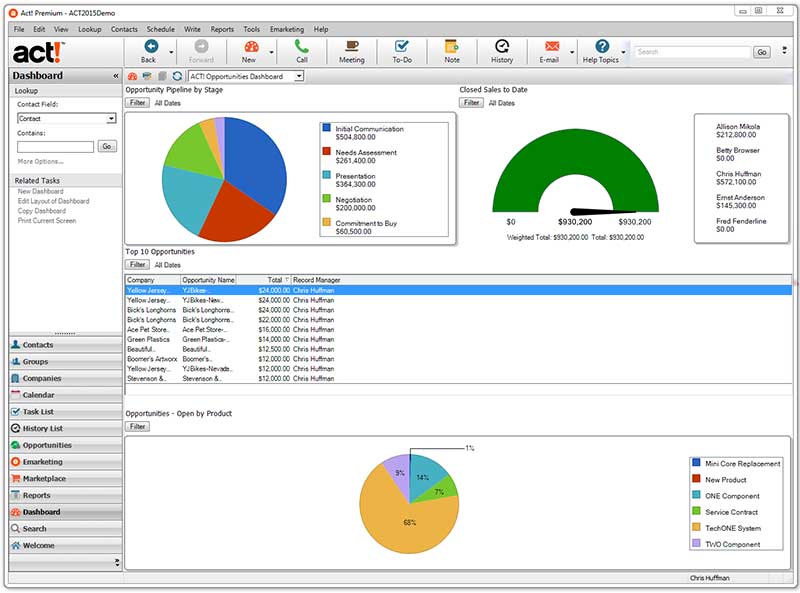 Act! Premium - ACT2015Demo
File Edit View Lookup Contacts Schedule Write Reports Tools Emarketing Help
act!
Back Forward New Call Meeting To-Do Note History E-mail Help Topics Search Go
Dashboard «
ACT! Opportunities Dashboard
Lookup
Contact Field:
Contact
Contains:
Go
More Options...
Related Tasks
New Dashboard
Edit Layout of Dashboard
Copy Dashboard
Print Current Screen
Contacts
Groups
Companies
Calendar
Task List
History List
Opportunities
Emarketing
Marketplace
Reports
Dashboard
Search
Welcome
Opportunity Pipeline by Stage
Filter All Dates
Initial Communication
$504,800.00
Needs Assessment
$261,400.00
Presentation
$364,300.00
Negotiation
$200,000.00
Commitment to Buy
$60,500.00
Closed Sales to Date
Filter All Dates
$0 $930,200 $930,200
Weighted Total: $930,200.00 Total: $930,200.00
Allison Mikola
$212,800.00
Betty Browser
$0.00
Chris Huffman
$572,100.00
Ernst Anderson
$145,300.00
Fred Fenderline
$0.00
Top 10 Opportunities
Filter All Dates
Company Opportunity Name Total Record Manager
Yellow Jersey... YJBikes-... $24,000.00 Chris Huffman
Yellow Jersey... YJBikes-New... $24,000.00 Chris Huffman
Bick's Longhorns Bick's Longhorns... $24,000.00 Chris Huffman
Bick's Longhorns Bick's Longhorns... $22,000.00 Chris Huffman
Ace Pet Store... Ace Pet Store-... $16,000.00 Chris Huffman
Green Plastics Green Plastics-... $14,000.00 Chris Huffman
Beautiful... Beautiful... $12,500.00 Chris Huffman
Boomer's Artworx Boomer's... $12,000.00 Chris Huffman
Yellow Jersey... YJBikes-Nevada... $12,000.00 Chris Huffman
Stevenson &... Stevenson &... $12,000.00 Chris Huffman
Opportunities - Open by Product
Filter
1%
9%
14%
7%
68%
Mini Core Replacement
New Product
ONE Component
Service Contract
TechONE System
TWO Component
Chris Huffman